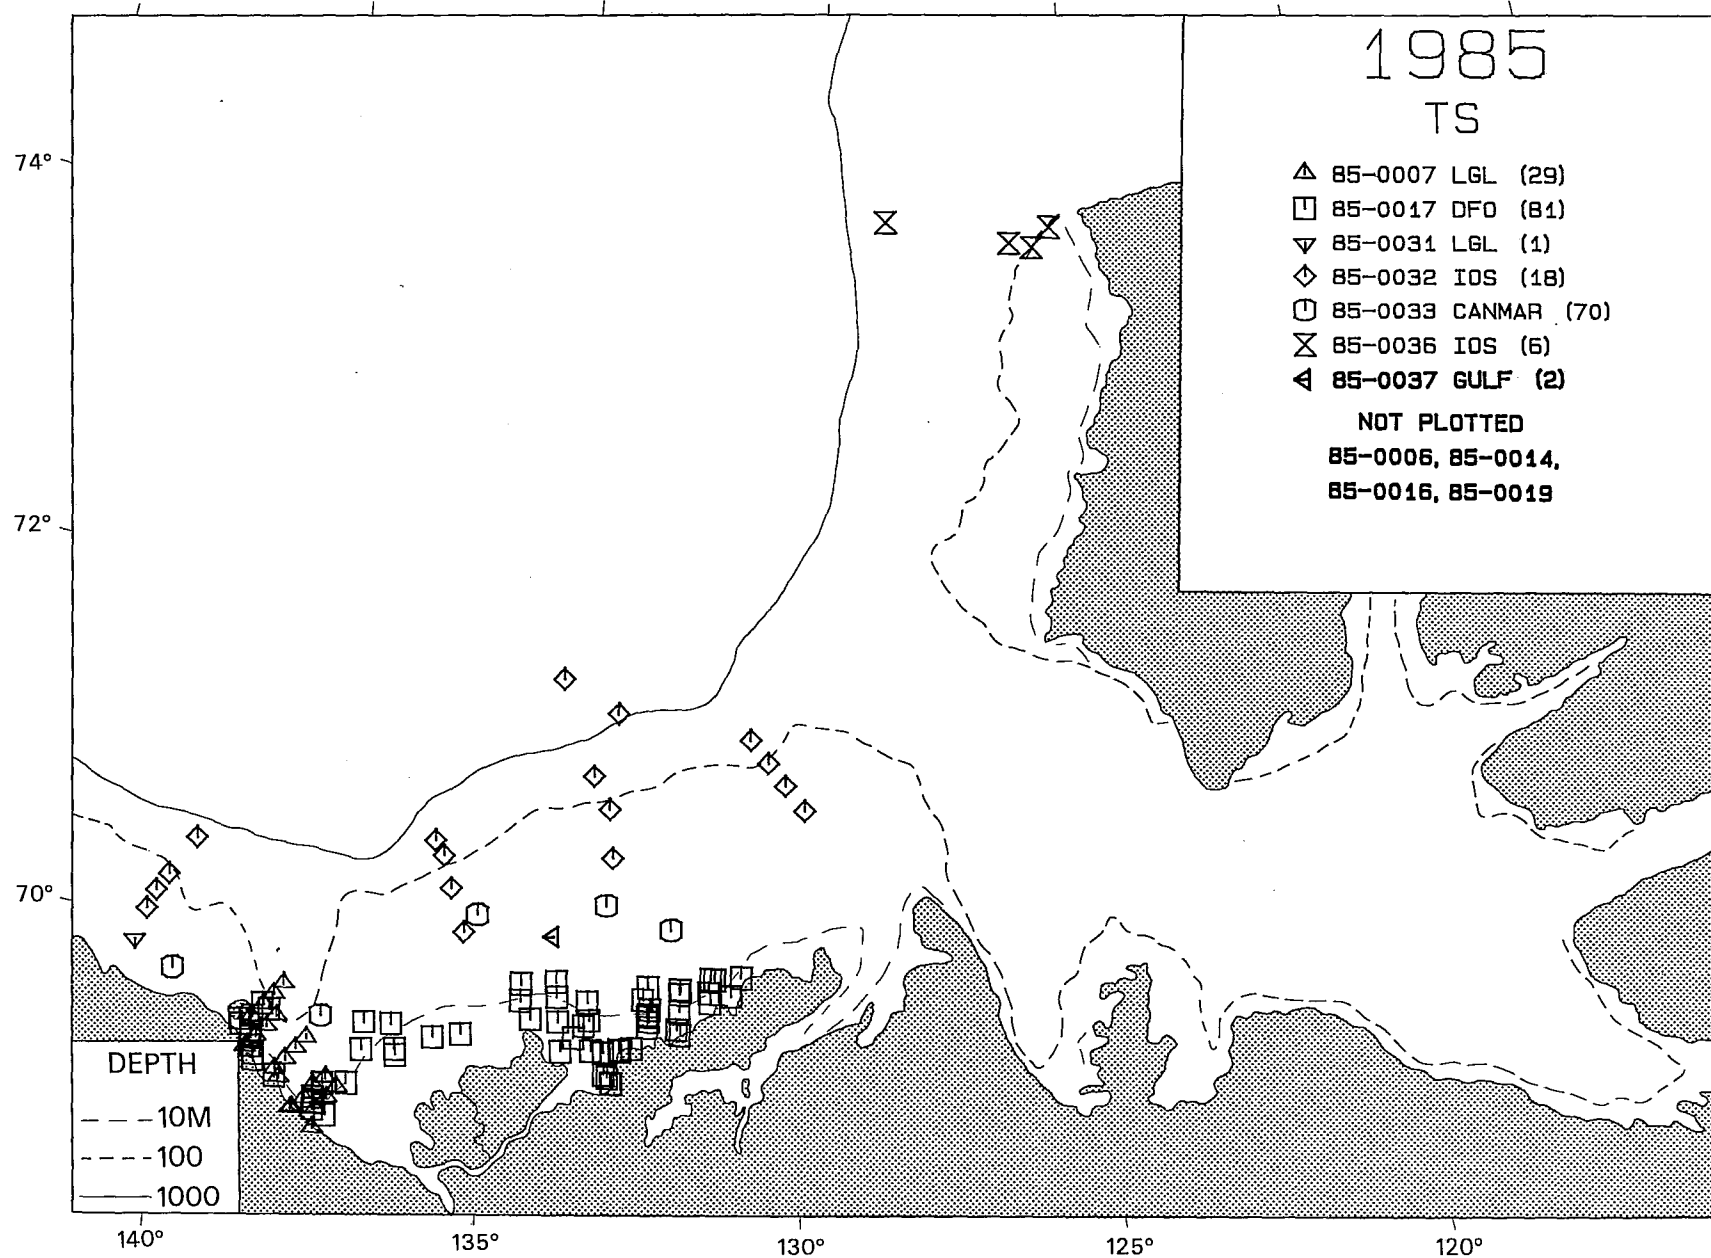 1985
TS
85-0007 LGL (29)
85-0017 DFO (81)
85-0031 LGL (1)
85-0032 IOS (18)
85-0033 CANMAR (70)
85-0036 IOS (6)
85-0037 GULF (2)
NOT PLOTTED
85-0006, 85-0014,
85-0016, 85-0019
74°
72°
70°
DEPTH
10M
100
1000
140°
135°
130°
125°
120°